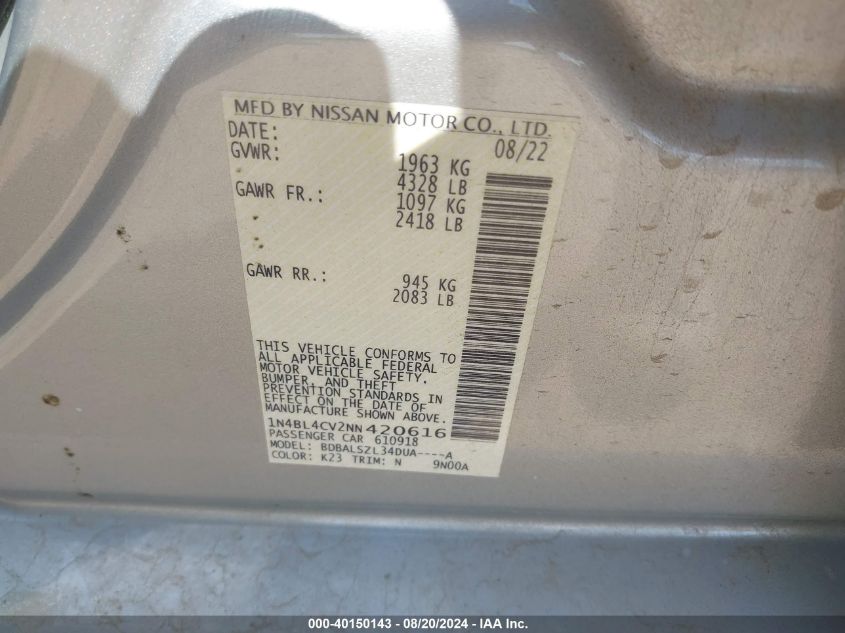 MFD BY NISSAN MOTOR CO., LTD.
DATE: 08/22
GVWR: 1963 KG
4328 LB
GAWR FR.: 1097 KG
2418 LB
GAWR RR.: 945 KG
2083 LB
THIS VEHICLE CONFORMS TO
ALL APPLICABLE FEDERAL
MOTOR VEHICLE SAFETY,
BUMPER, AND THEFT
PREVENTION STANDARDS IN
EFFECT ON THE DATE OF
MANUFACTURE SHOWN ABOVE.
1N4BL4CV2NN420616
PASSENGER CAR 610918
MODEL: BDBALSZL34DUA----A
COLOR: K23 TRIM: N 9N00A
000-40150143 | 08/20/2024 | IAA Inc.